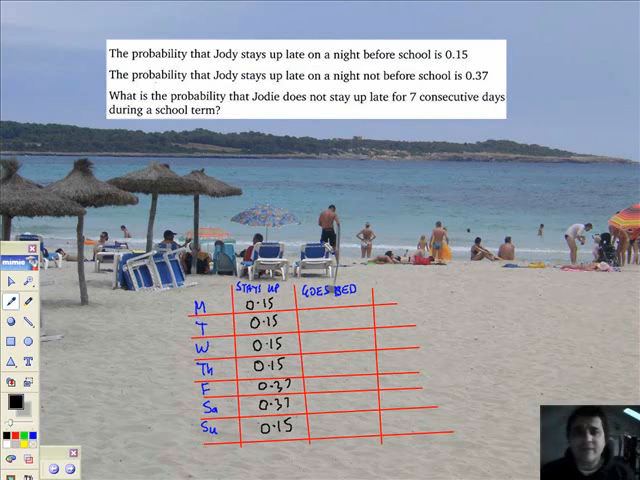 The probability that Jody stays up late on a night before school is 0.15
The probability that Jody stays up late on a night not before school is 0.37
What is the probability that Jodie does not stay up late for 7 consecutive days
during a school term?
mimio
STAYS UP GOES BED
M 0.15
T 0.15
W 0.15
Th 0.15
F 0.37
Sa 0.37
Su 0.15
T